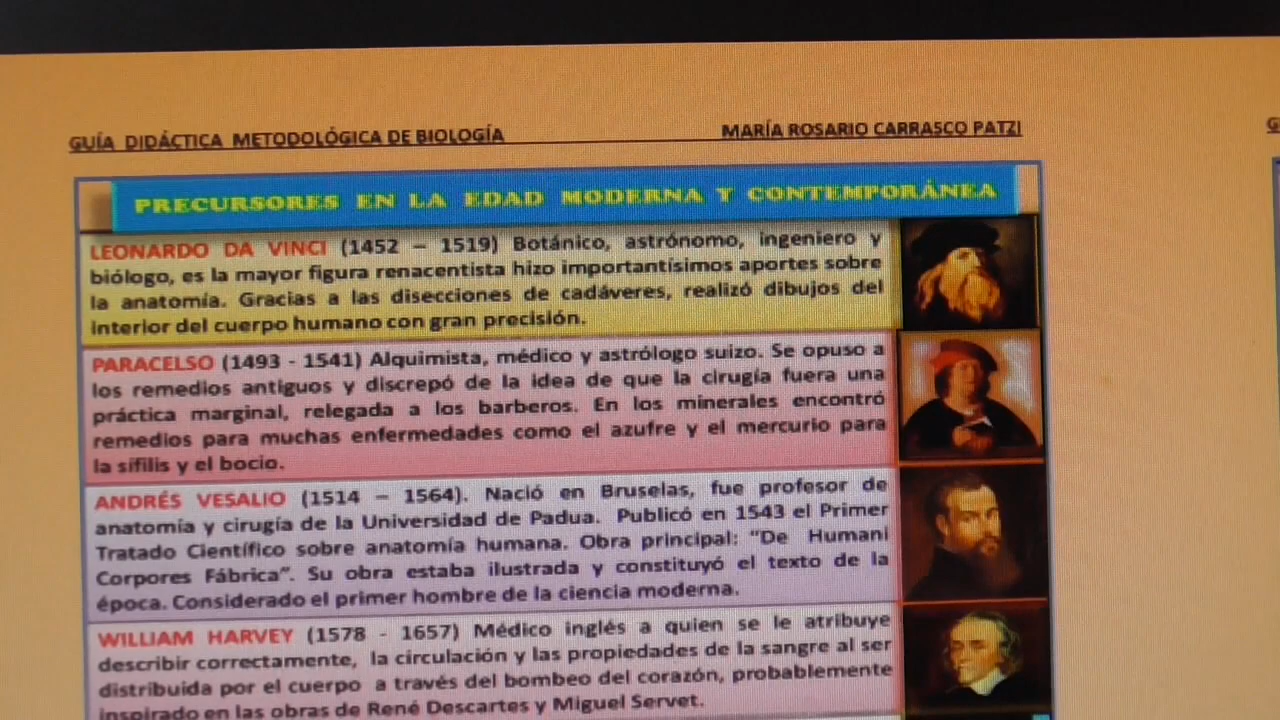 GUÍA DIDÁCTICA METODOLÓGICA DE BIOLOGÍA MARÍA ROSARIO CARRASCO PATZI
PRECURSORES EN LA EDAD MODERNA Y CONTEMPORÁNEA
LEONARDO DA VINCI (1452 – 1519) Botánico, astrónomo, ingeniero y
biólogo, es la mayor figura renacentista hizo importantísimos aportes sobre
la anatomía. Gracias a las disecciones de cadáveres, realizó dibujos del
interior del cuerpo humano con gran precisión.
PARACELSO (1493 - 1541) Alquimista, médico y astrólogo suizo. Se opuso a
los remedios antiguos y discrepó de la idea de que la cirugía fuera una
práctica marginal, relegada a los barberos. En los minerales encontró
remedios para muchas enfermedades como el azufre y el mercurio para
la sífilis y el bocio.
ANDRÉS VESALIO (1514 – 1564). Nació en Bruselas, fue profesor de
anatomía y cirugía de la Universidad de Padua. Publicó en 1543 el Primer
Tratado Científico sobre anatomía humana. Obra principal: "De Humani
Corpores Fábrica". Su obra estaba ilustrada y constituyó el texto de la
época. Considerado el primer hombre de la ciencia moderna.
WILLIAM HARVEY (1578 - 1657) Médico inglés a quien se le atribuye
describir correctamente, la circulación y las propiedades de la sangre al ser
distribuida por el cuerpo a través del bombeo del corazón, probablemente
inspirado en las obras de René Descartes y Miguel Servet.